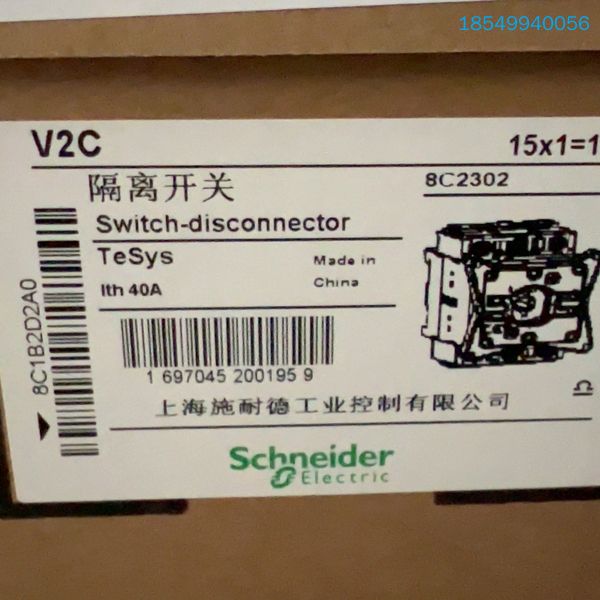 18549940056
V2C
15x1=1
隔离开关
8C2302
Switch-disconnector
TeSys
Made in
China
Ith 40A
8C1B2D2A0
1 697045 200195 9
上海施耐德工业控制有限公司
Schneider
Electric